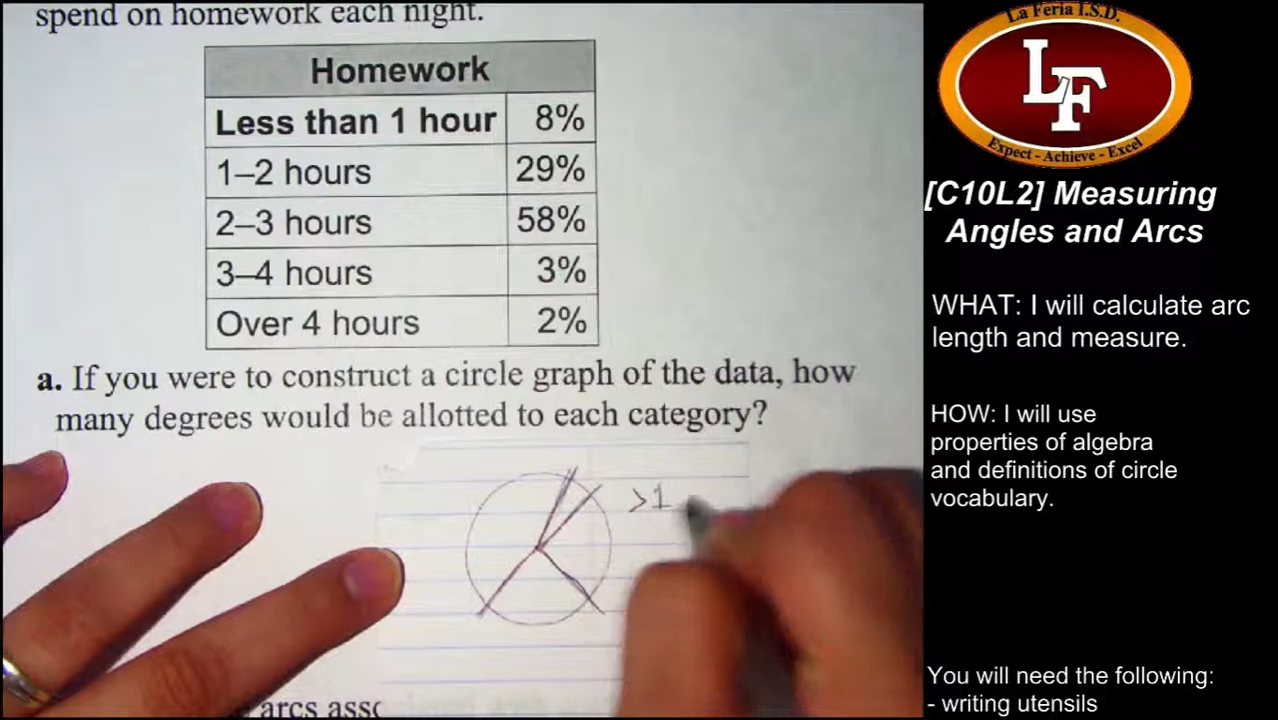 spend on homework each night.
Homework
Less than 1 hour 8%
1–2 hours 29%
2–3 hours 58%
3–4 hours 3%
Over 4 hours 2%
a. If you were to construct a circle graph of the data, how
many degrees would be allotted to each category?
>1
arcs
La Feria I.S.D.
LF
Expect - Achieve - Excel
[C10L2] Measuring
Angles and Arcs
WHAT: I will calculate arc
length and measure.
HOW: I will use
properties of algebra
and definitions of circle
vocabulary.
You will need the following:
- writing utensils